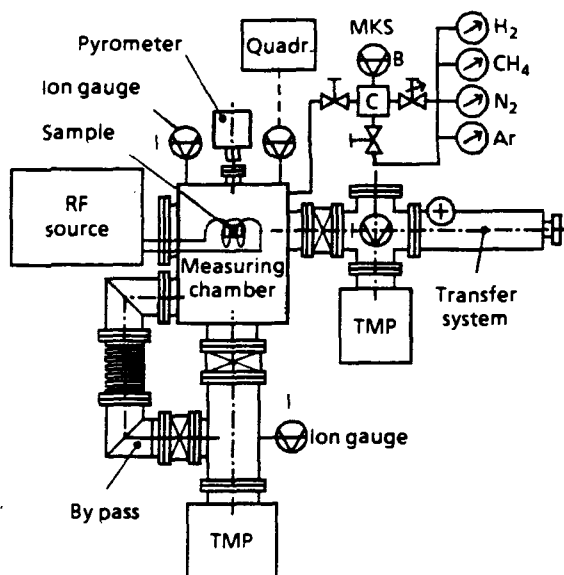 Pyrometer
Quadr.
MKS
B
H2
CH4
N2
Ar
C
Ion gauge
I
Sample
RF
source
Measuring
chamber
TMP
Transfer
system
I
Ion gauge
By pass
TMP